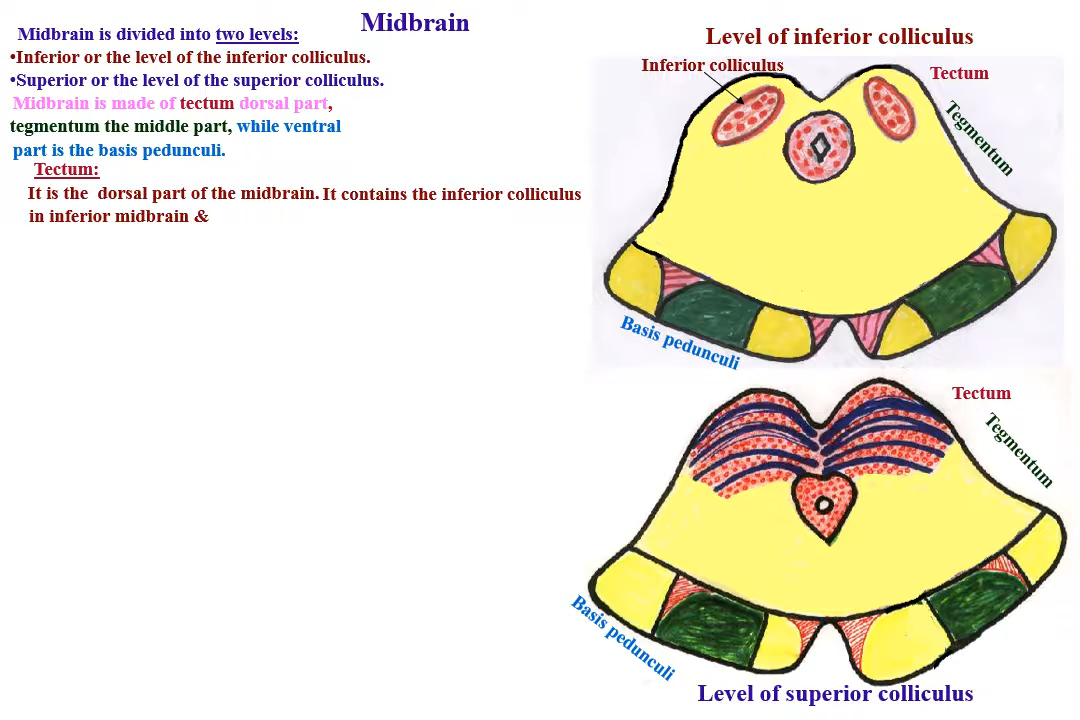 Midbrain
Midbrain is divided into two levels:
•Inferior or the level of the inferior colliculus.
•Superior or the level of the superior colliculus.
Midbrain is made of tectum dorsal part,
tegmentum the middle part, while ventral
part is the basis pedunculi.
Tectum:
It is the dorsal part of the midbrain. It contains the inferior colliculus
in inferior midbrain &
Level of inferior colliculus
Inferior colliculus
Tectum
Tegmentum
Basis pedunculi
Tectum
Tegmentum
Basis pedunculi
Level of superior colliculus